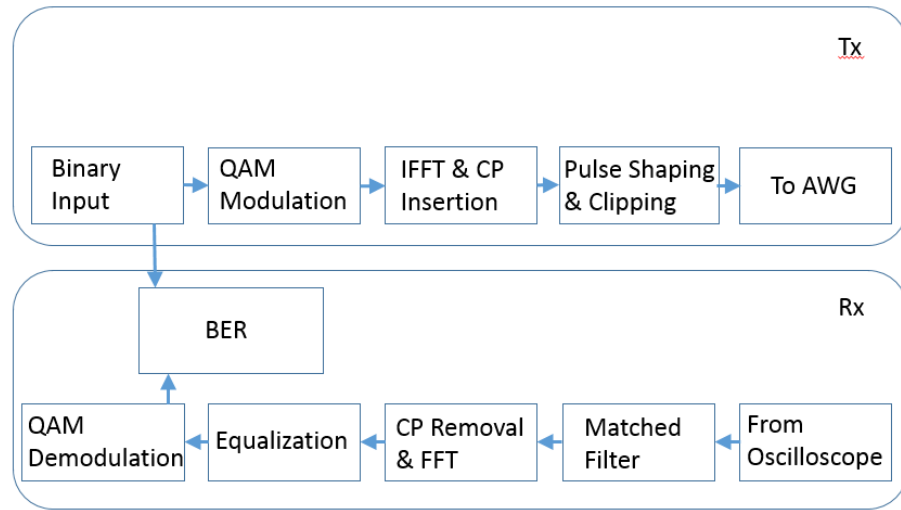 Tx
Binary
Input
QAM
Modulation
IFFT & CP
Insertion
Pulse Shaping
& Clipping
To AWG
Rx
BER
QAM
Demodulation
Equalization
CP Removal
& FFT
Matched
Filter
From
Oscilloscope